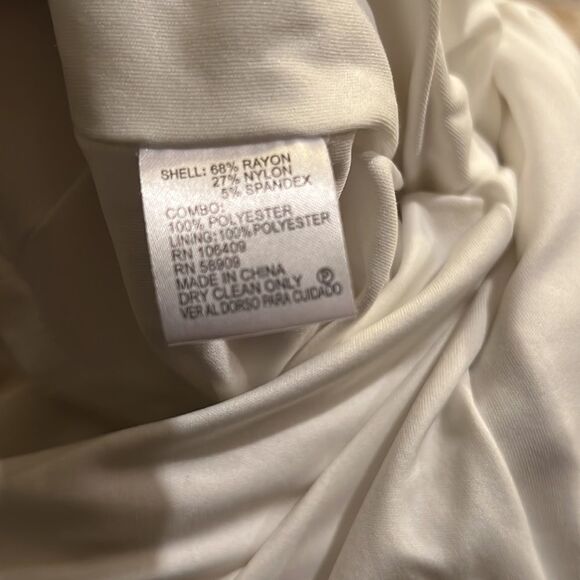 SHELL: 68% RAYON
27% NYLON
5% SPANDEX
COMBO:
100% POLYESTER
LINING: 100% POLYESTER
RN 106409
RN 58909
MADE IN CHINA
DRY CLEAN ONLY Ⓟ
VER AL DORSO PARA CUIDADO